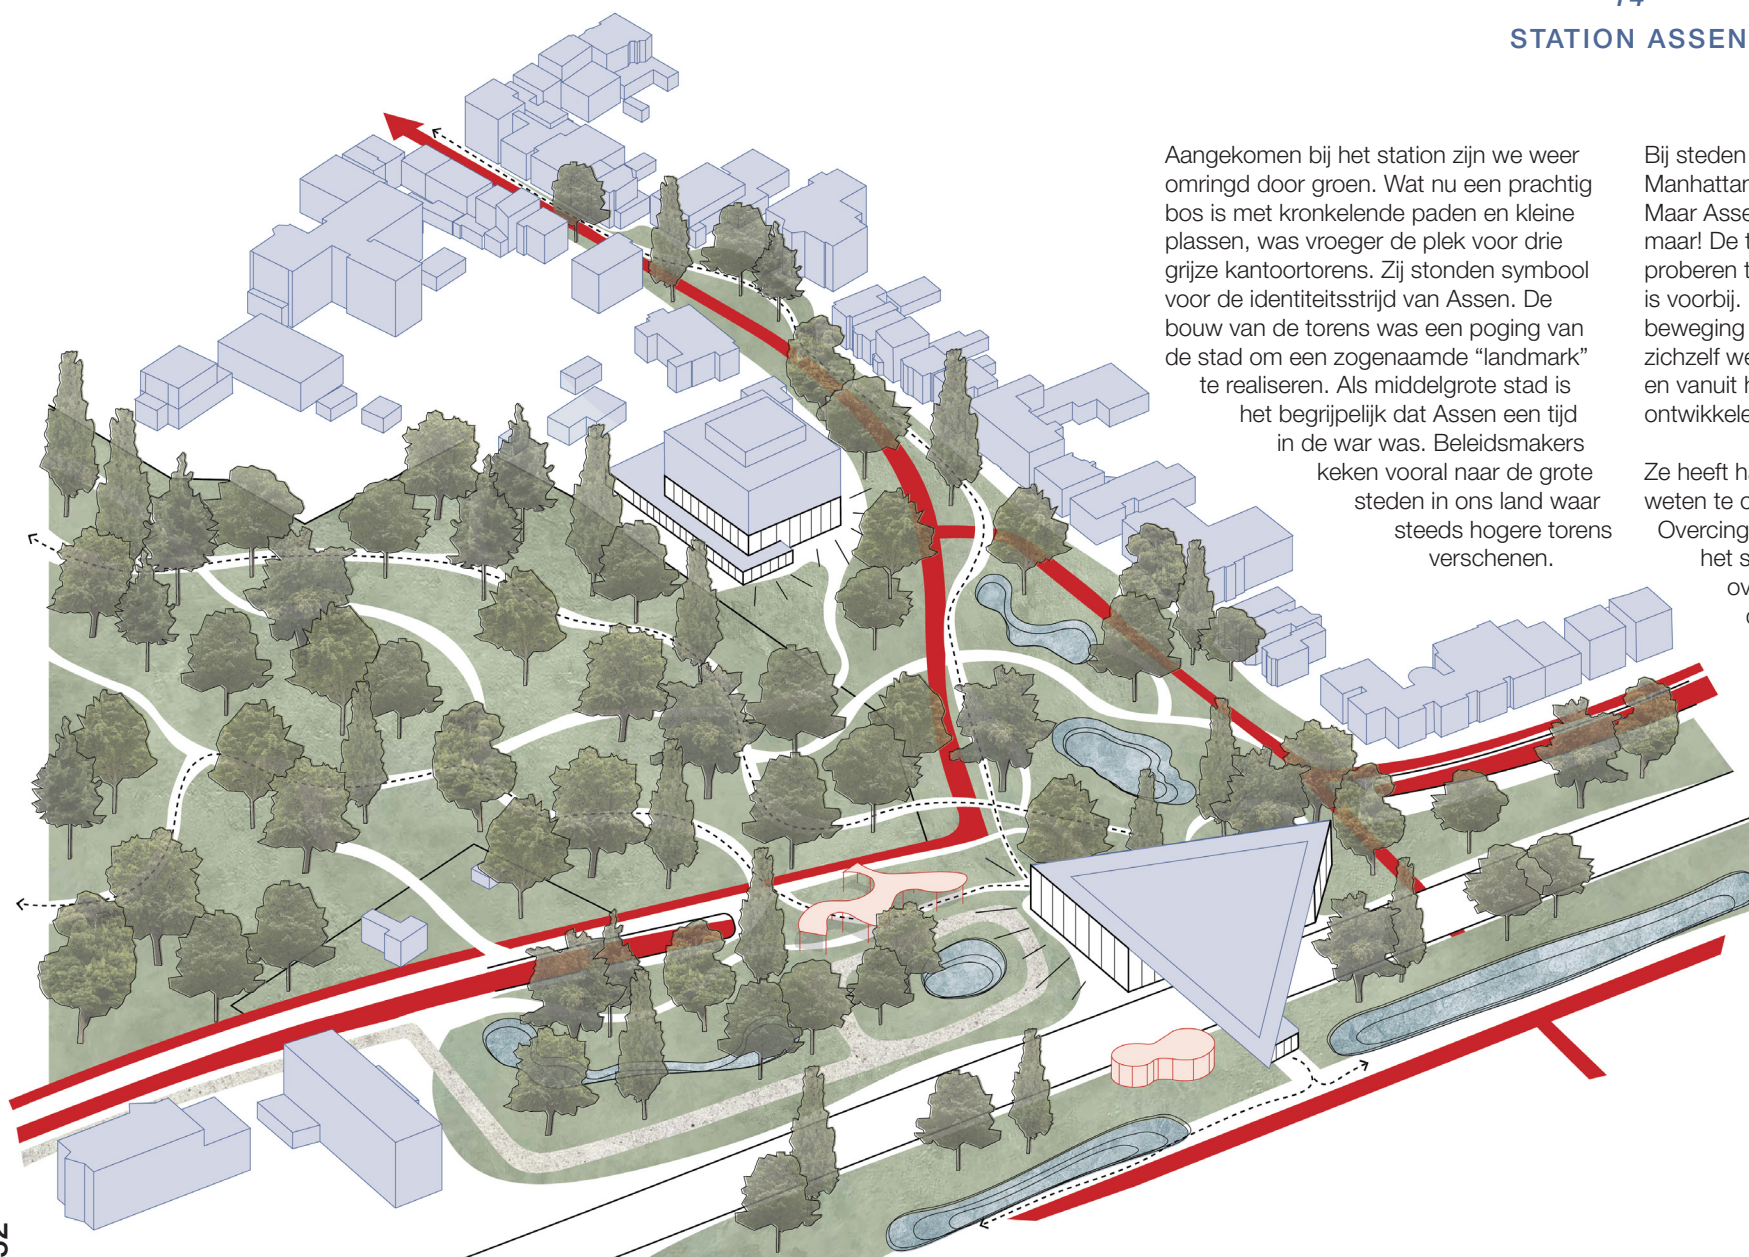 STATION ASSEN
Aangekomen bij het station zijn we weer
omringd door groen. Wat nu een prachtig
bos is met kronkelende paden en kleine
plassen, was vroeger de plek voor drie
grijze kantoortorens. Zij stonden symbool
voor de identiteitsstrijd van Assen. De
bouw van de torens was een poging van
de stad om een zogenaamde “landmark”
te realiseren. Als middelgrote stad is
het begrijpelijk dat Assen een tijd
in de war was. Beleidsmakers
keken vooral naar de grote
steden in ons land waar
steeds hogere torens
verschenen.
Bij steden
Manhattan
Maar Asse
maar! De t
proberen t
is voorbij.
beweging
zichzelf we
en vanuit h
ontwikkele
Ze heeft ha
weten te o
Overcing
het s
ov